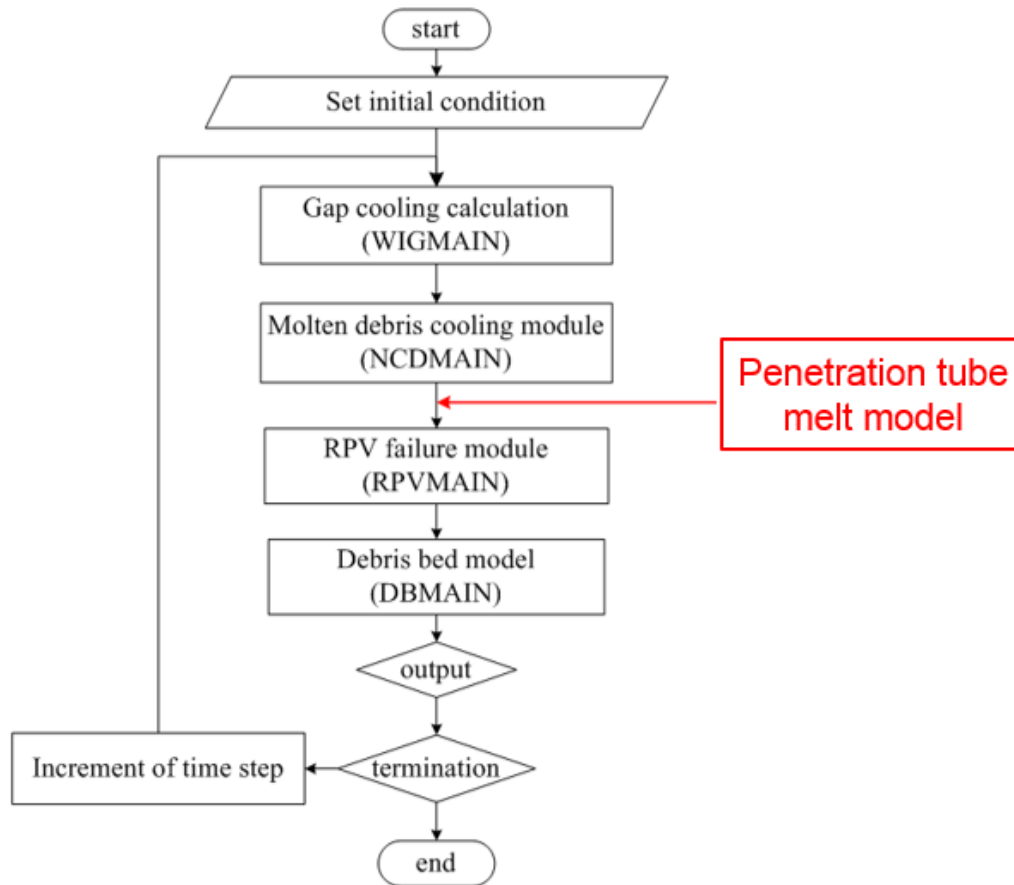 start
Set initial condition
Gap cooling calculation
(WIGMAIN)
Molten debris cooling module
(NCDMAIN)
Penetration tube
melt model
RPV failure module
(RPVMAIN)
Debris bed model
(DBMAIN)
output
Increment of time step
termination
end